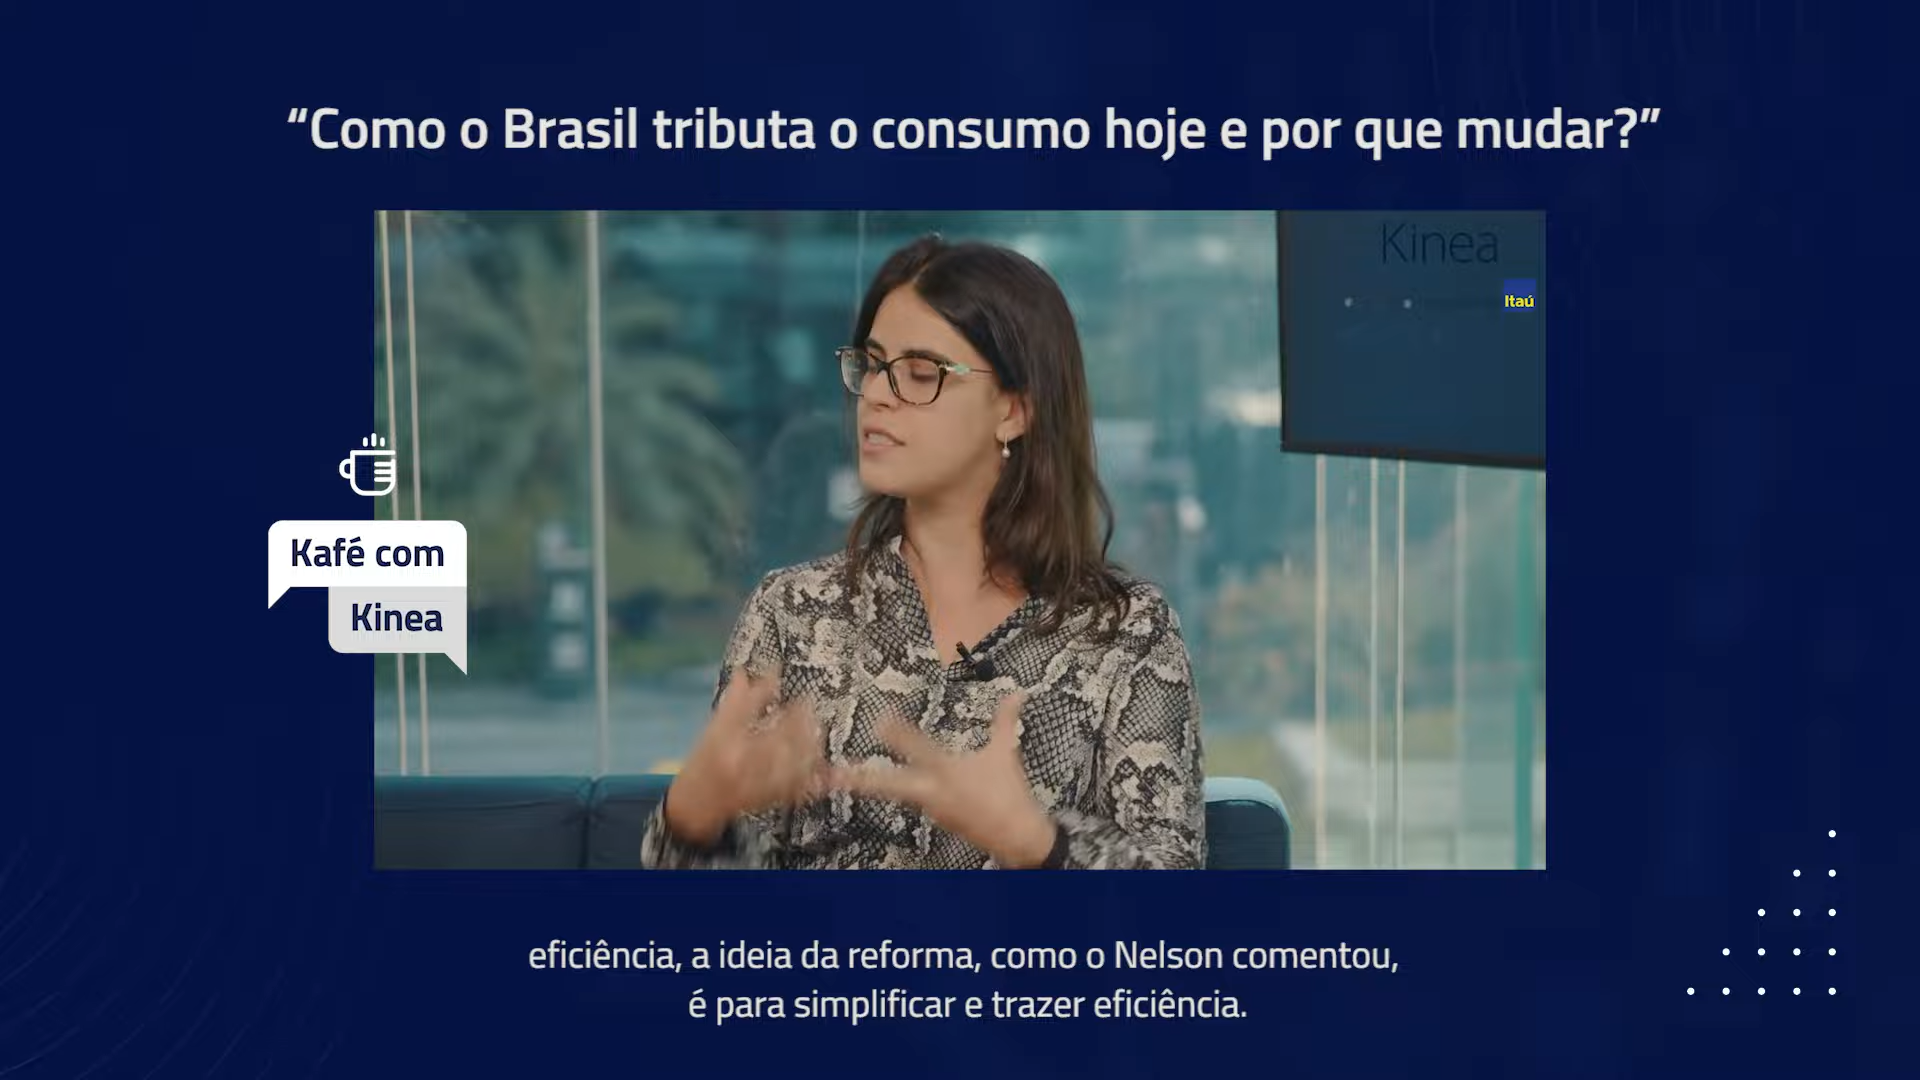 “Como o Brasil tributa o consumo hoje e por que mudar?”
Kinea
Itaú
Kafé com
Kinea
eficiência, a ideia da reforma, como o Nelson comentou,
é para simplificar e trazer eficiência.